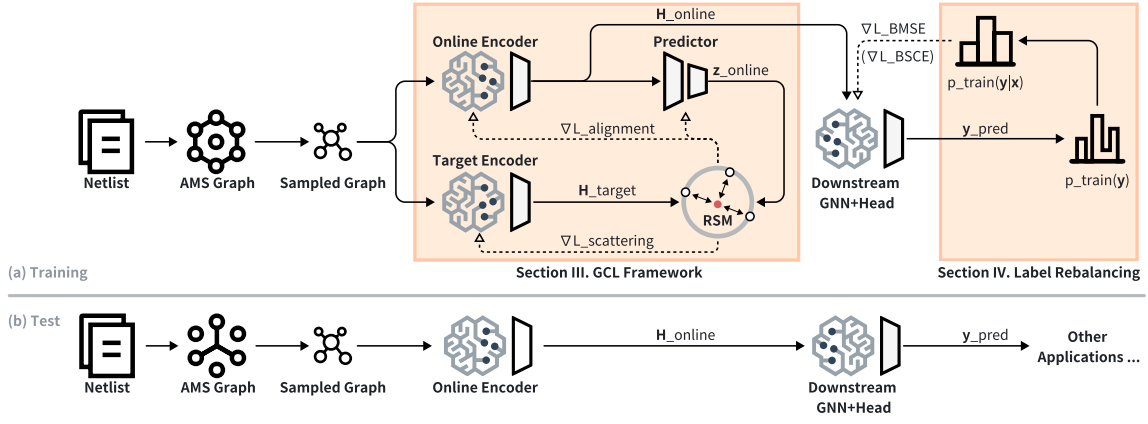 H_online
Online Encoder
Predictor
z_online
∇L_BMSE
(∇L_BSCE)
p_train(y|x)
∇L_alignment
y_pred
Target Encoder
Netlist
AMS Graph
Sampled Graph
H_target
RSM
Downstream
GNN+Head
p_train(y)
∇L_scattering
(a) Training
Section III. GCL Framework
Section IV. Label Rebalancing
(b) Test
H_online
y_pred
Other
Applications ...
Netlist
AMS Graph
Sampled Graph
Online Encoder
Downstream
GNN+Head